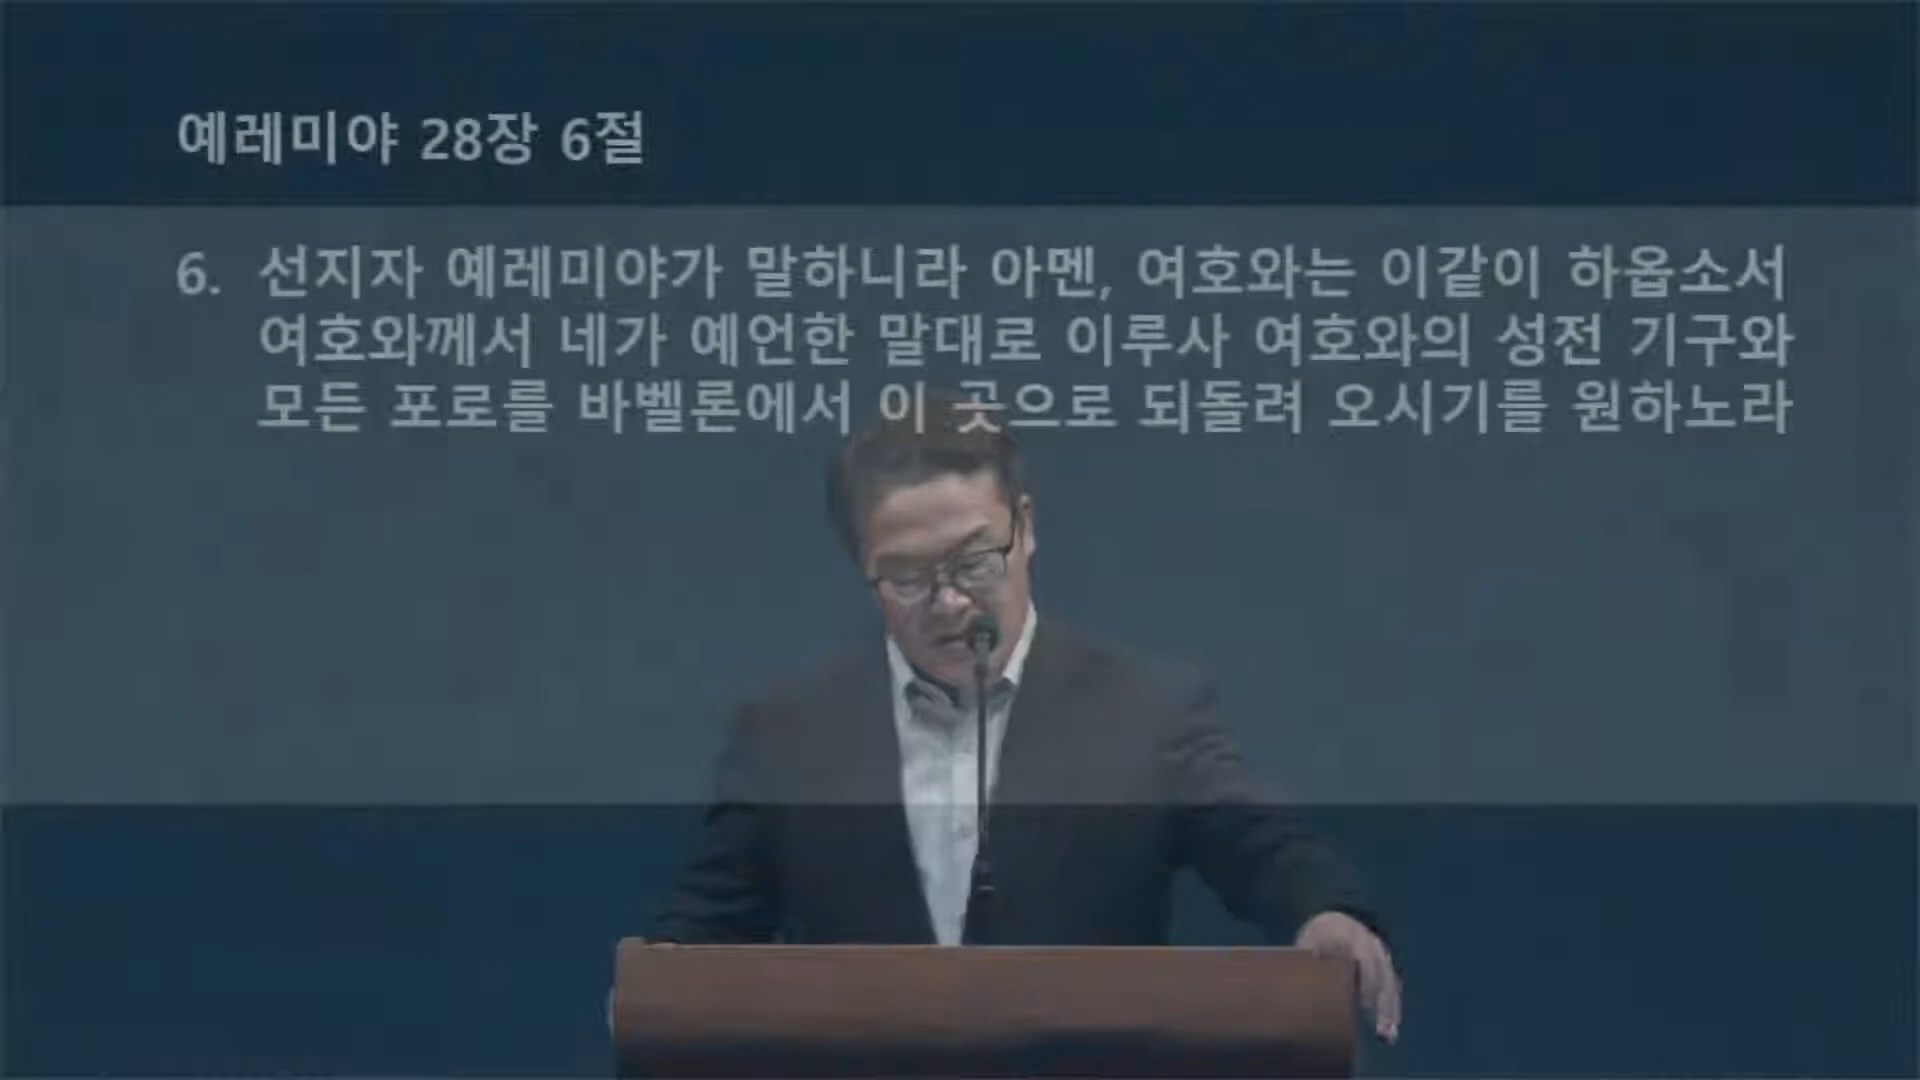 예레미야 28장 6절
6. 선지자 예레미야가 말하니라 아멘, 여호와는 이같이 하옵소서
여호와께서 네가 예언한 말대로 이루사 여호와의 성전 기구와
모든 포로를 바벨론에서 이 곳으로 되돌려 오시기를 원하노라